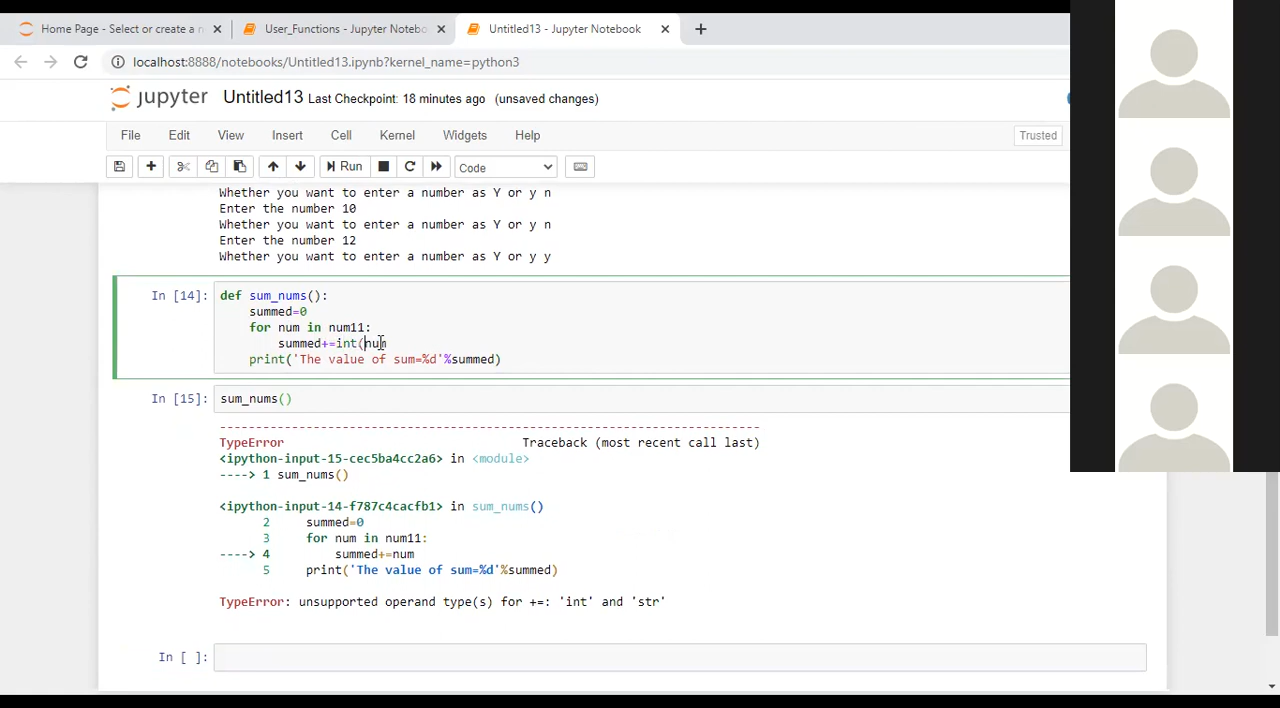 Home Page - Select or create a n
User_Functions - Jupyter Notebo
Untitled13 - Jupyter Notebook
localhost:8888/notebooks/Untitled13.ipynb?kernel_name=python3
jupyter Untitled13 Last Checkpoint: 18 minutes ago (unsaved changes)
File Edit View Insert Cell Kernel Widgets Help Trusted
Run Code
Whether you want to enter a number as Y or y n
Enter the number 10
Whether you want to enter a number as Y or y n
Enter the number 12
Whether you want to enter a number as Y or y y
In [14]: def sum_nums():
summed=0
for num in num11:
summed+=int(num
print('The value of sum=%d'%summed)
In [15]: sum_nums()
---------------------------------------------------------------------------
TypeError Traceback (most recent call last)
<ipython-input-15-cec5ba4cc2a6> in <module>
----> 1 sum_nums()
<ipython-input-14-f787c4cacfb1> in sum_nums()
2 summed=0
3 for num in num11:
----> 4 summed+=num
5 print('The value of sum=%d'%summed)
TypeError: unsupported operand type(s) for +=: 'int' and 'str'
In [ ]: